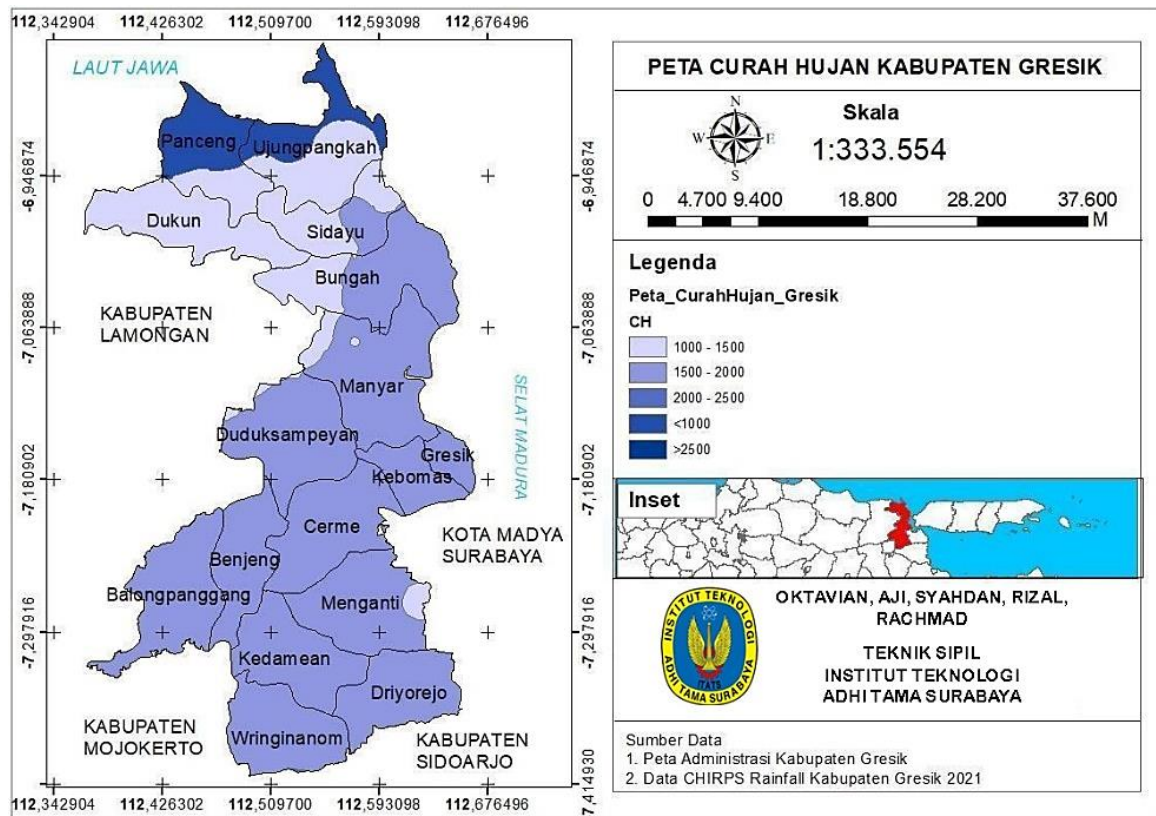 112,342904 112,426302 112,509700 112,593098 112,676496
LAUT JAWA
Panceng
Ujungpangkah
Dukun
Sidayu
Bungah
KABUPATEN
LAMONGAN
Manyar
SELAT MADURA
Duduksampeyan
Gresik
Kebomas
Cerme
KOTA MADYA
SURABAYA
Benjeng
Balongpanggang
Menganti
Kedamean
Driyorejo
KABUPATEN
MOJOKERTO
Wringinanom
KABUPATEN
SIDOARJO
-6,946874
-7,063888
-7,180902
-7,297916
-6,946874
-7,063888
-7,180902
-7,297916
-7,414930
112,342904 112,426302 112,509700 112,593098 112,676496
PETA CURAH HUJAN KABUPATEN GRESIK
N
W E
S
Skala
1:333.554
0 4.700 9.400 18.800 28.200 37.600
M
Legenda
Peta_CurahHujan_Gresik
CH
1000 - 1500
1500 - 2000
2000 - 2500
<1000
>2500
Inset
INSTITUT TEKNOLOGI
ADHI TAMA SURABAYA
ITATS
OKTAVIAN, AJI, SYAHDAN, RIZAL,
RACHMAD
TEKNIK SIPIL
INSTITUT TEKNOLOGI
ADHI TAMA SURABAYA
Sumber Data
1. Peta Administrasi Kabupaten Gresik
2. Data CHIRPS Rainfall Kabupaten Gresik 2021